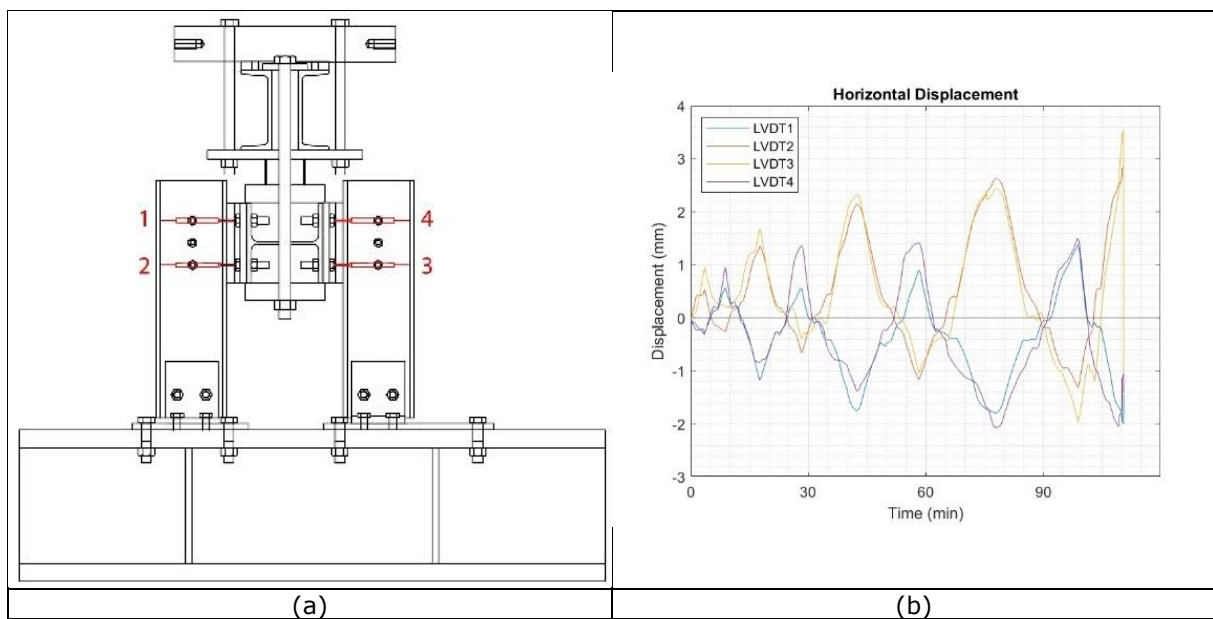 1
4
2
3
(a)
Horizontal Displacement
LVDT1
LVDT2
LVDT3
LVDT4
Displacement (mm)
4
3
2
1
0
-1
-2
-3
0
30
60
90
Time (min)
(b)